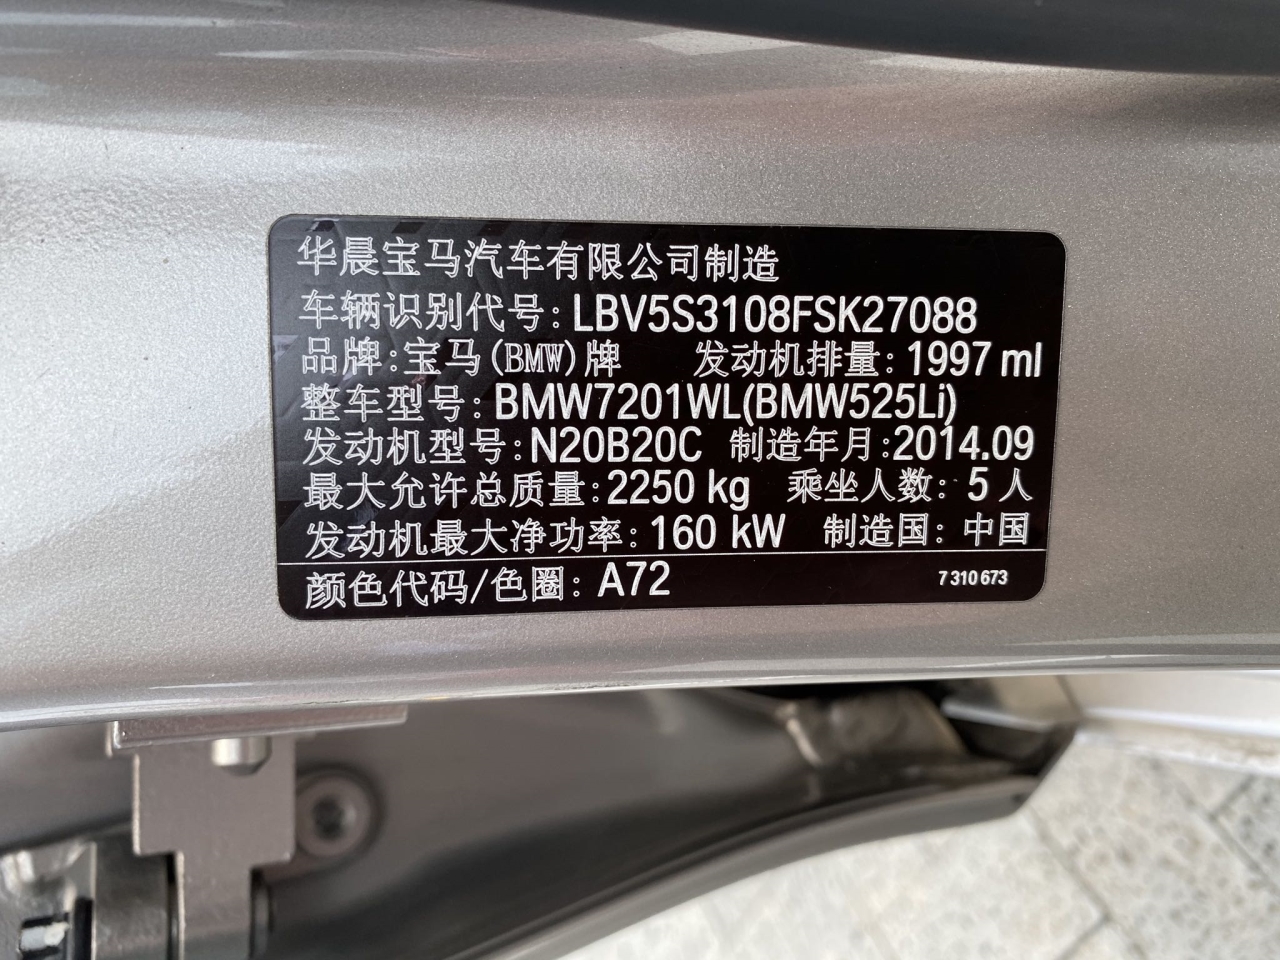 华晨宝马汽车有限公司制造
车辆识别代号: LBV5S3108FSK27088
品牌:宝马(BMW)牌 发动机排量: 1997 ml
整车型号: BMW7201WL(BMW525Li)
发动机型号: N20B20C 制造年月:2014.09
最大允许总质量:2250 kg 乘坐人数: 5 人
发动机最大净功率: 160 kW 制造国: 中国
颜色代码/色圈: A72 7 310 673